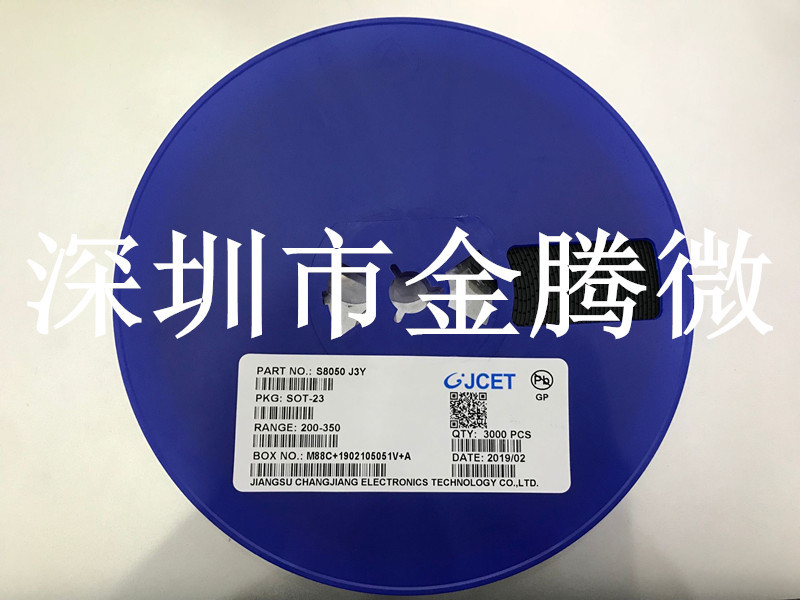 深圳市金腾微
PART NO.: S8050 J3Y
PKG: SOT-23
RANGE: 200-350
BOX NO.: M88C+1902105051V+A
JCET
Pb
GP
QTY: 3000 PCS
DATE: 2019/02
JIANGSU CHANGJIANG ELECTRONICS TECHNOLOGY CO.,LTD.